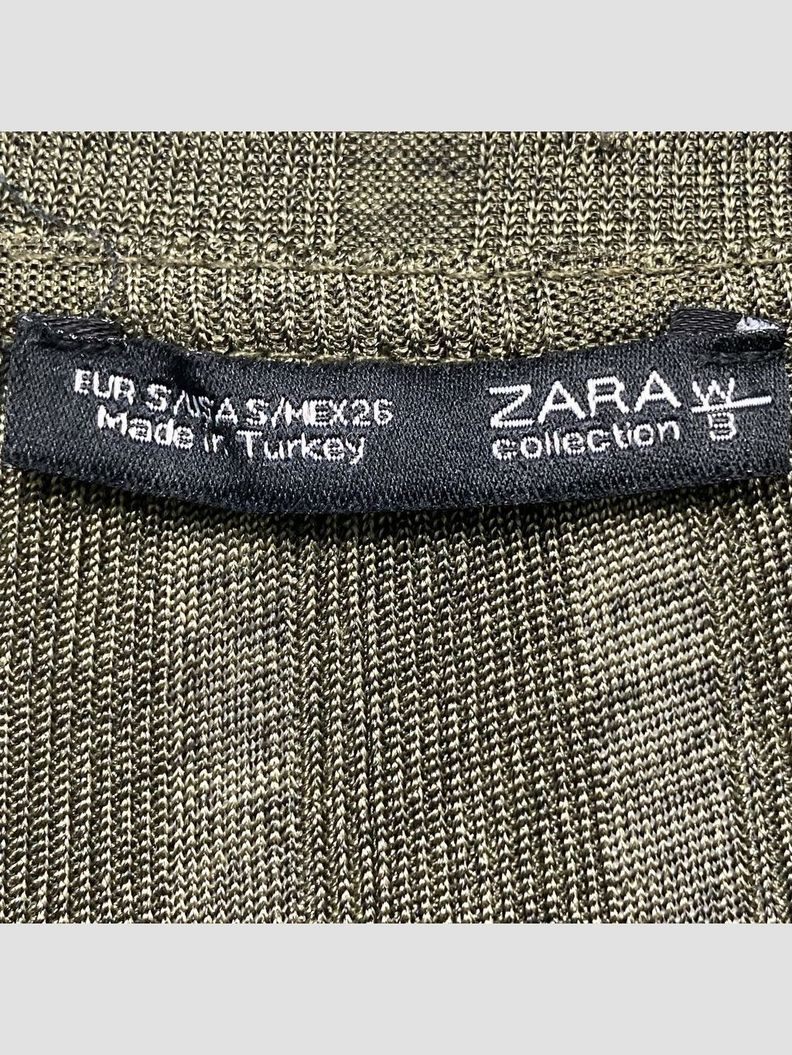 EUR S/USA S/MEX26
Made in Turkey
ZARA W/B
collection